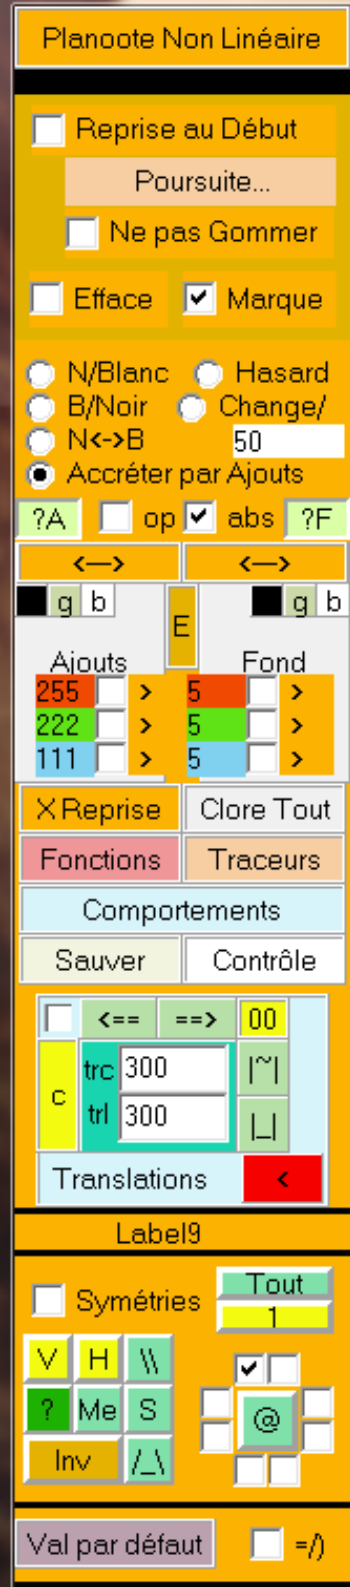 Planoote Non Linéaire
Reprise au Début
Poursuite...
Ne pas Gommer
Efface Marque
N/Blanc Hasard
B/Noir Change/
N<->B 50
Accréter par Ajouts
?A op abs ?F
<—> <—>
g b g b
E
Ajouts Fond
255 > 5 >
222 > 5 >
111 > 5 >
X Reprise Clore Tout
Fonctions Traceurs
Comportements
Sauver Contrôle
<== ==> 00
c trc 300 |~|
trl 300 |_|
Translations <
Label9
Symétries Tout
1
V H \\
? Me S @
Inv /_\
Val par défaut =/)